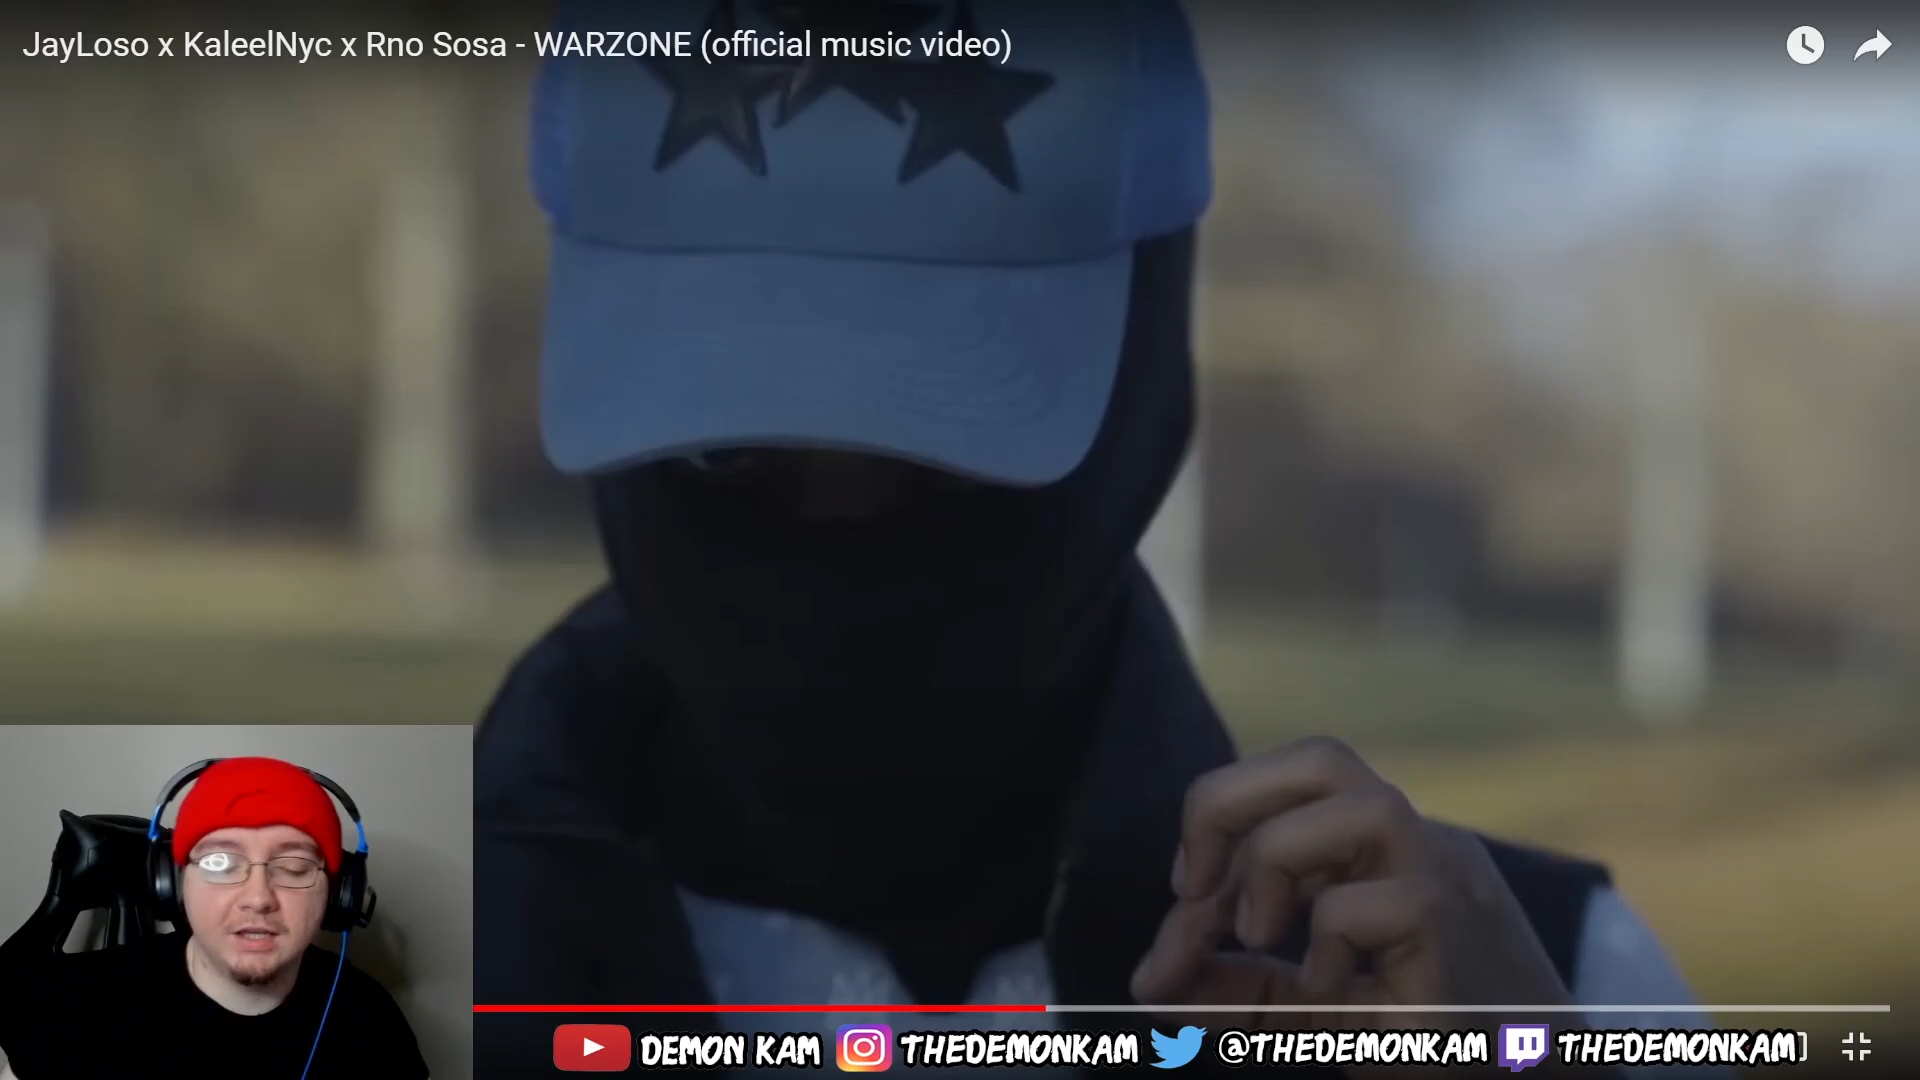 JayLoso x KaleelNyc x Rno Sosa - WARZONE (official music video)
DEMON KAM THEDEMONKAM @THEDEMONKAM THEDEMONKAM